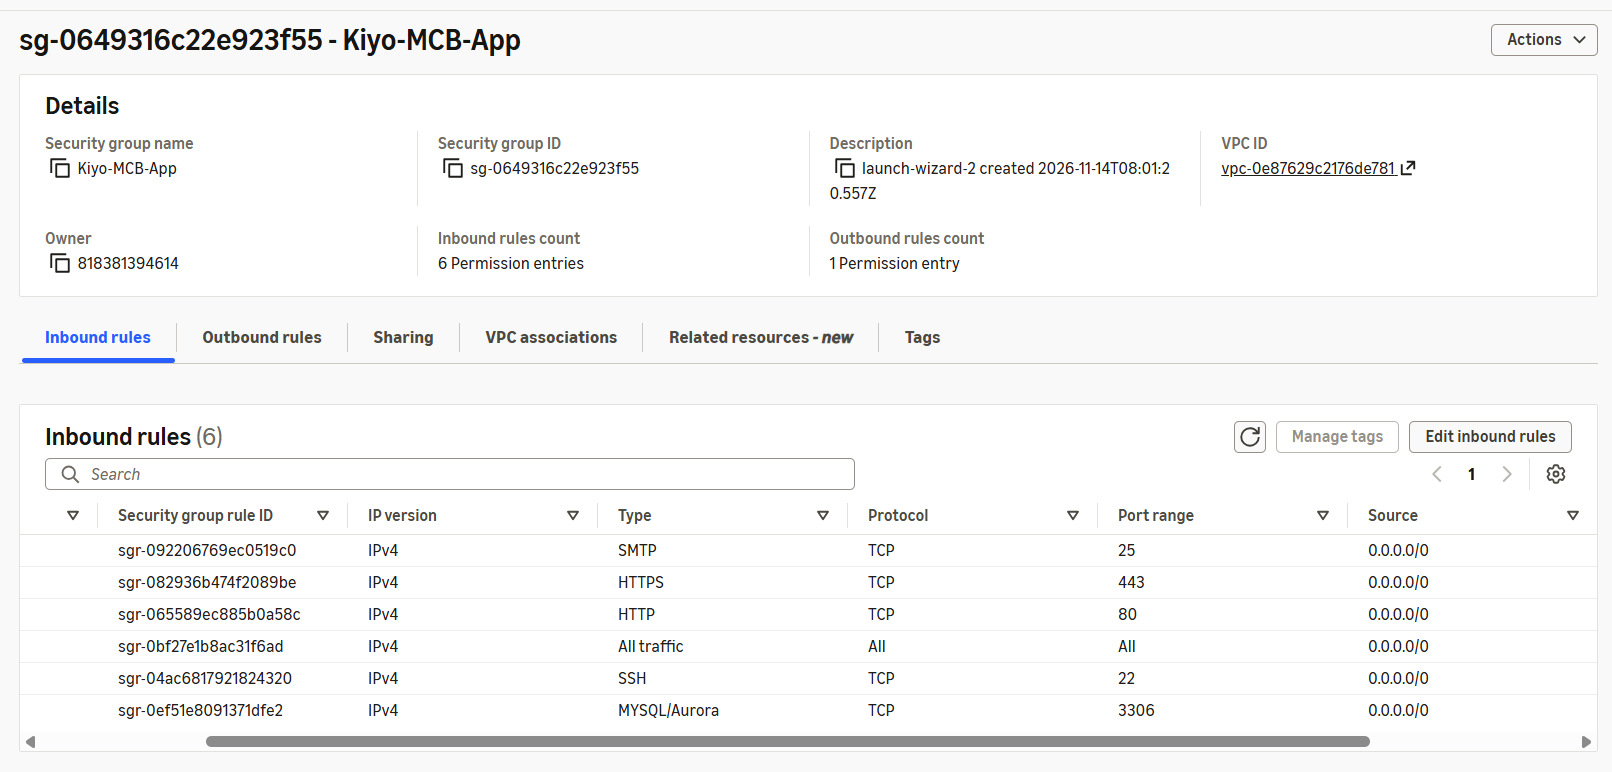 sg-0649316c22e923f55 - Kiyo-MCB-App
Actions
Details
Security group name
Kiyo-MCB-App
Security group ID
sg-0649316c22e923f55
Description
launch-wizard-2 created 2026-11-14T08:01:2
0.557Z
VPC ID
vpc-0e87629c2176de781
Owner
818381394614
Inbound rules count
6 Permission entries
Outbound rules count
1 Permission entry
Inbound rules
Outbound rules
Sharing
VPC associations
Related resources - new
Tags
Inbound rules (6)
Manage tags
Edit inbound rules
Search
1
Security group rule ID IP version Type Protocol Port range Source
sgr-092206769ec0519c0 IPv4 SMTP TCP 25 0.0.0.0/0
sgr-082936b474f2089be IPv4 HTTPS TCP 443 0.0.0.0/0
sgr-065589ec885b0a58c IPv4 HTTP TCP 80 0.0.0.0/0
sgr-0bf27e1b8ac31f6ad IPv4 All traffic All All 0.0.0.0/0
sgr-04ac6817921824320 IPv4 SSH TCP 22 0.0.0.0/0
sgr-0ef51e8091371dfe2 IPv4 MYSQL/Aurora TCP 3306 0.0.0.0/0